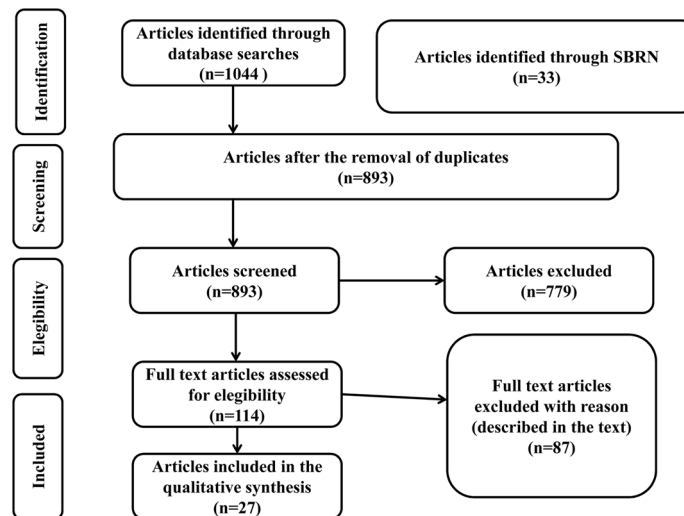 Identification
Articles identified through
database searches
(n=1044 )
Articles identified through SBRN
(n=33)
Screening
Articles after the removal of duplicates
(n=893)
Elegibility
Articles screened
(n=893)
Articles excluded
(n=779)
Full text articles assessed
for elegibility
(n=114)
Full text articles
excluded with reason
(described in the text)
(n=87)
Included
Articles included in the
qualitative synthesis
(n=27)